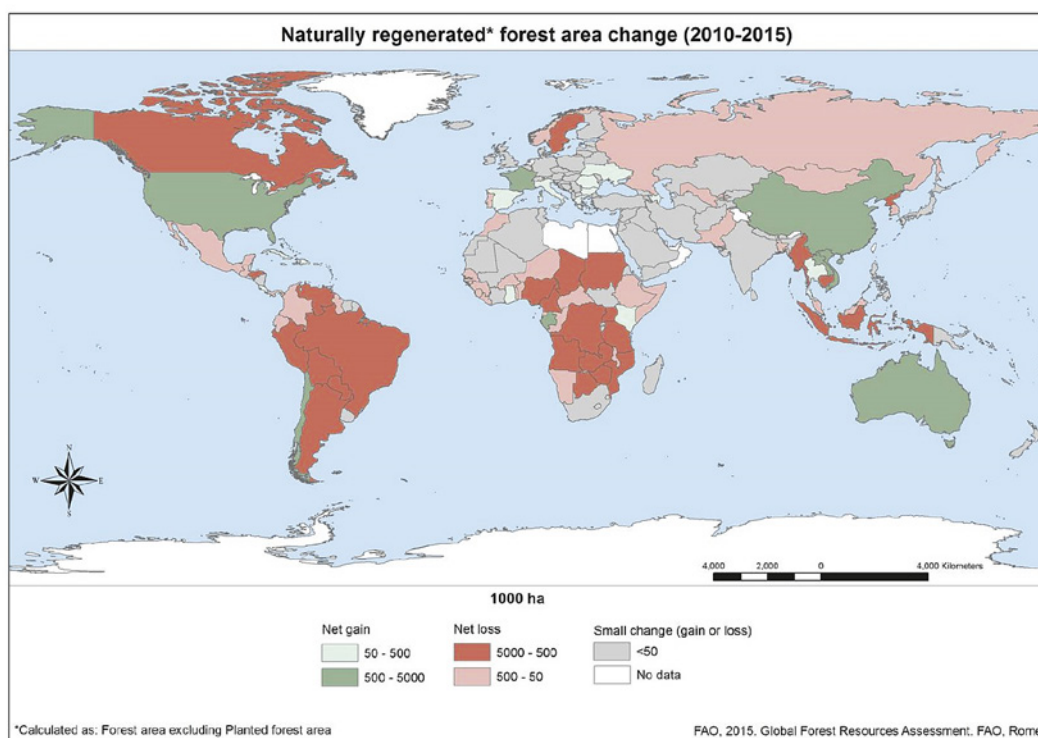 Naturally regenerated* forest area change (2010-2015)
N
W E
S
4,000 2,000 0 4,000 Kilometers
1000 ha
Net gain Net loss Small change (gain or loss)
50 - 500 5000 - 500 <50
500 - 5000 500 - 50 No data
*Calculated as: Forest area excluding Planted forest area FAO, 2015. Global Forest Resources Assessment. FAO, Rome